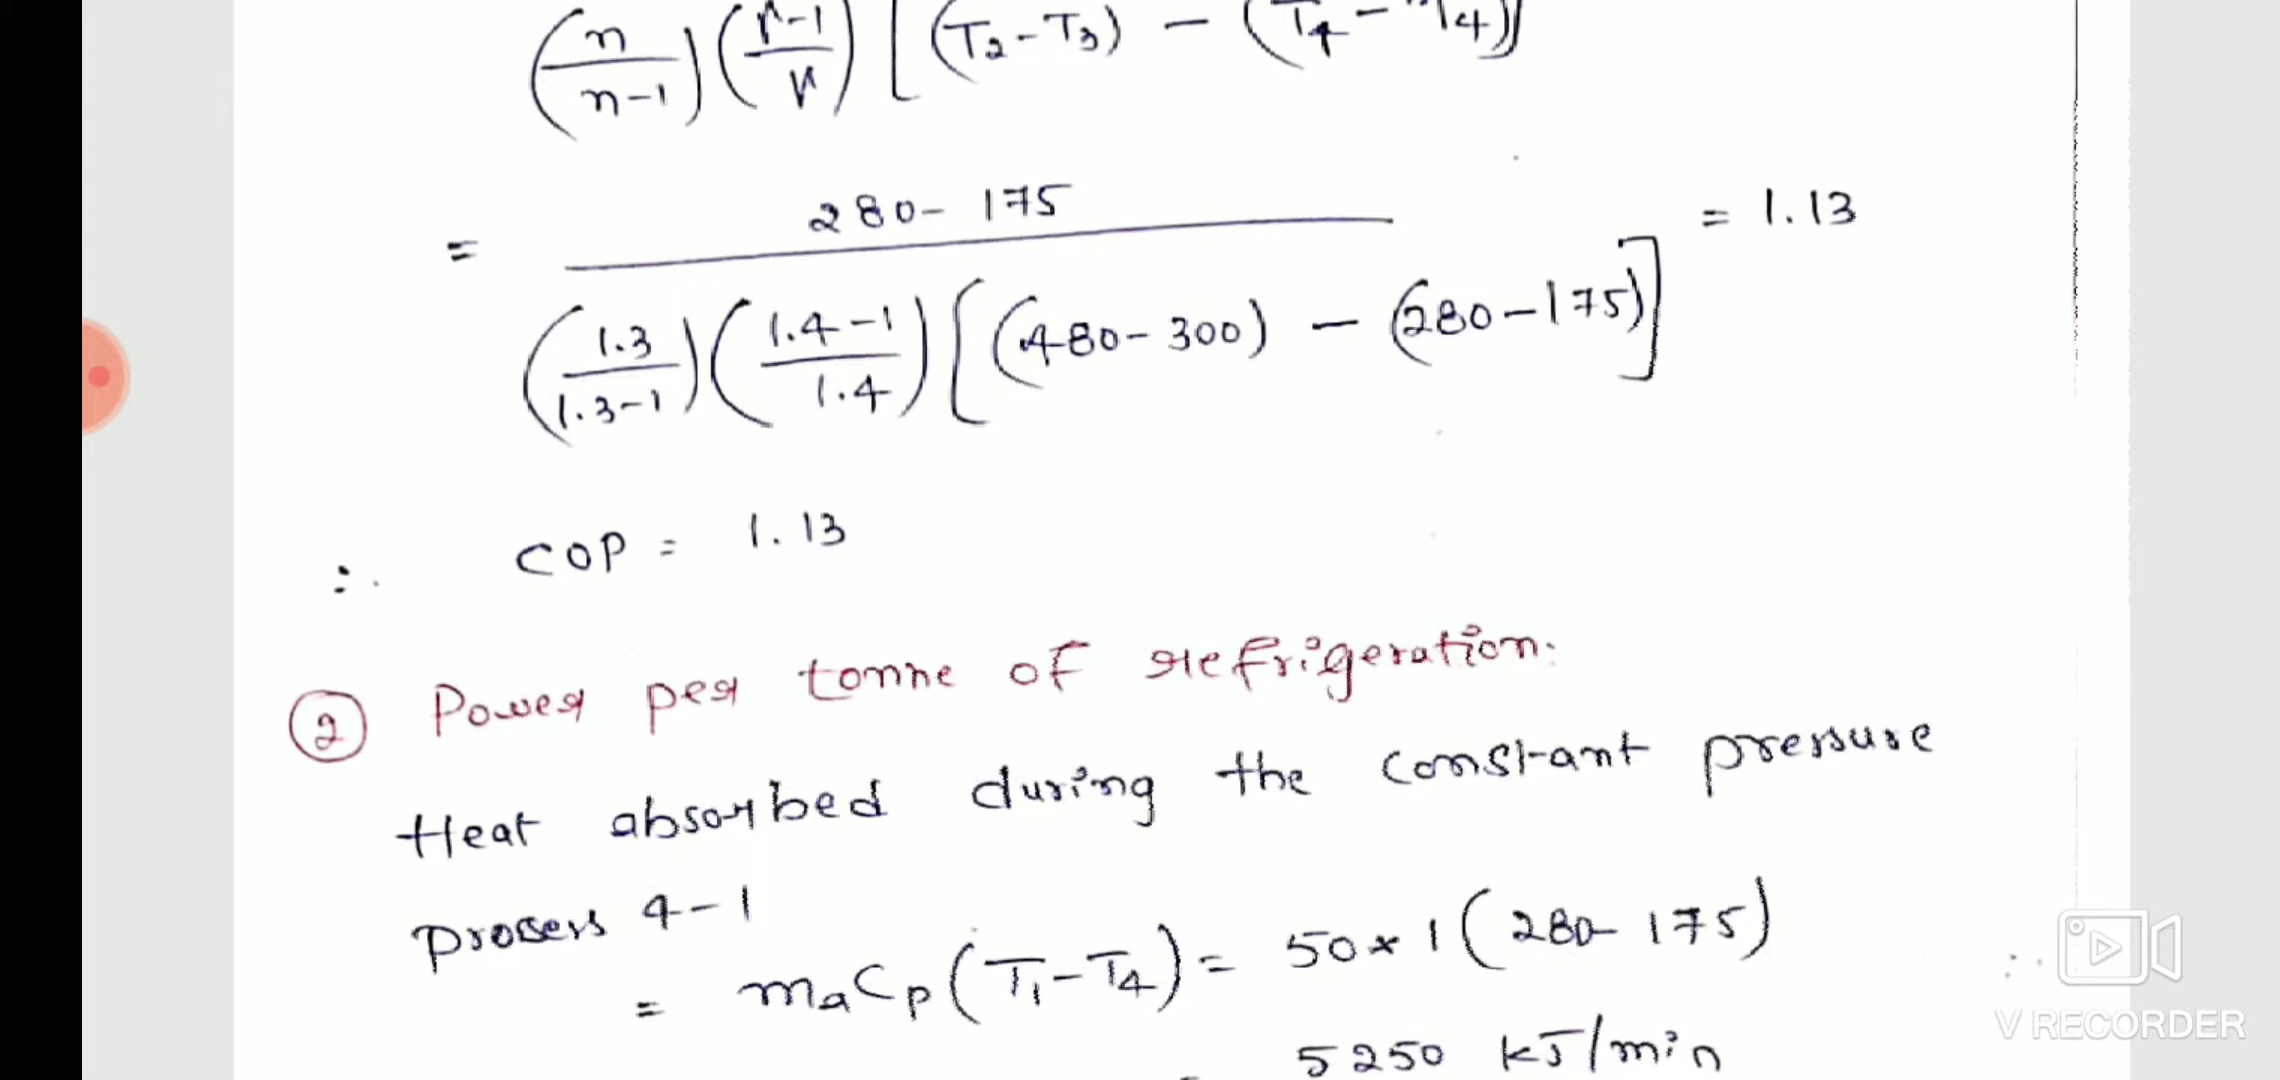 (n/n-1)(γ-1/γ)[(T2-T3) - (
= 280-175 / (1.3/1.3-1)(1.4-1/1.4)[(480-300) - (280-175)] = 1.13
∴ COP = 1.13
② Power per tonne of refrigeration.
Heat absorbed during the constant pressure
Process 4-1
= maCp(T1-T4) = 50×1(280-175)
5250 kJ/min
V RECORDER